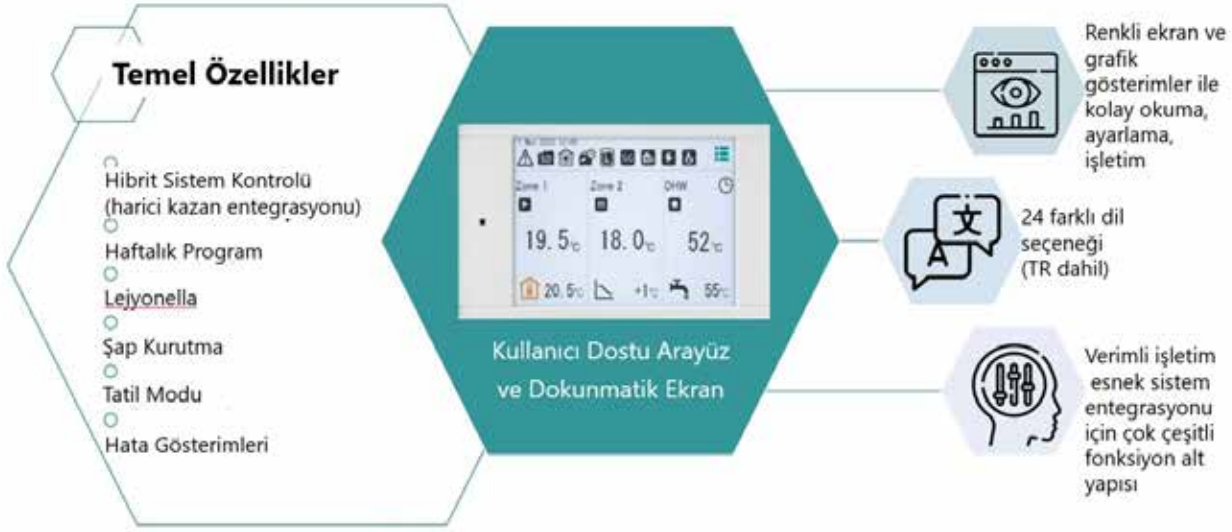 Temel Özellikler
Hibrit Sistem Kontrolü
(harici kazan entegrasyonu)
Haftalık Program
Lejyonella
Şap Kurutma
Tatil Modu
Hata Gösterimleri
Zone 1
Zone 2
DHW
19.5℃
18.0℃
52℃
20.5℃
+1℃
55℃
Kullanıcı Dostu Arayüz
ve Dokunmatik Ekran
Renkli ekran ve
grafik
gösterimler ile
kolay okuma,
ayarlama,
işletim
文
A
24 farklı dil
seçeneği
(TR dahil)
Verimli işletim
esnek sistem
entegrasyonu
için çok çeşitli
fonksiyon alt
yapısı